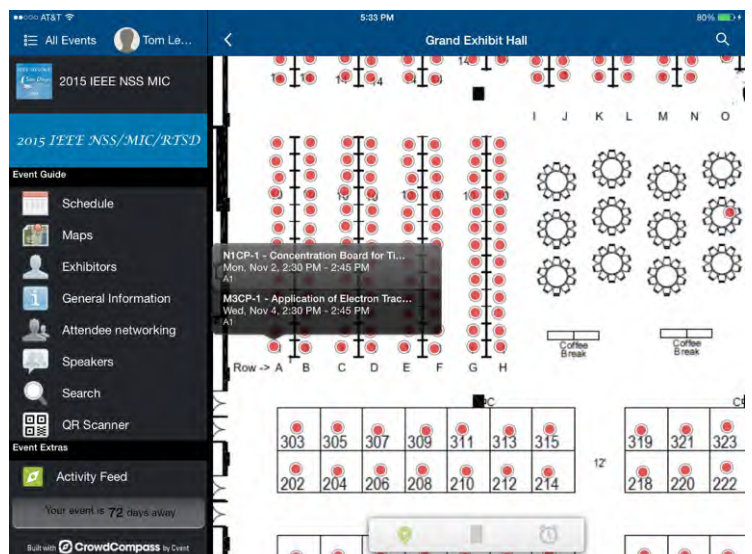 AT&T
5:33 PM
80%
All Events
Tom Le...
Grand Exhibit Hall
2015 IEEE NSS MIC
2015 IEEE NSS/MIC/RTSD
Event Guide
Schedule
Maps
Exhibitors
General Information
Attendee networking
Speakers
Search
QR Scanner
Event Extras
Activity Feed
Your event is 72 days away
Built with CrowdCompass by Cvent
I J K L M N O
N1CP-1 - Concentration Board for Ti...
Mon. Nov 2, 2:30 PM - 2:45 PM
A1
M3CP-1 - Application of Electron Trac...
Wed. Nov 4, 2:30 PM - 2:45 PM
A1
Coffee
Break
Coffee
Break
Row -> A B C D E F G H
303 305 307 309 311 313 315 319 321 323
12'
202 204 206 208 210 212 214 218 220 222